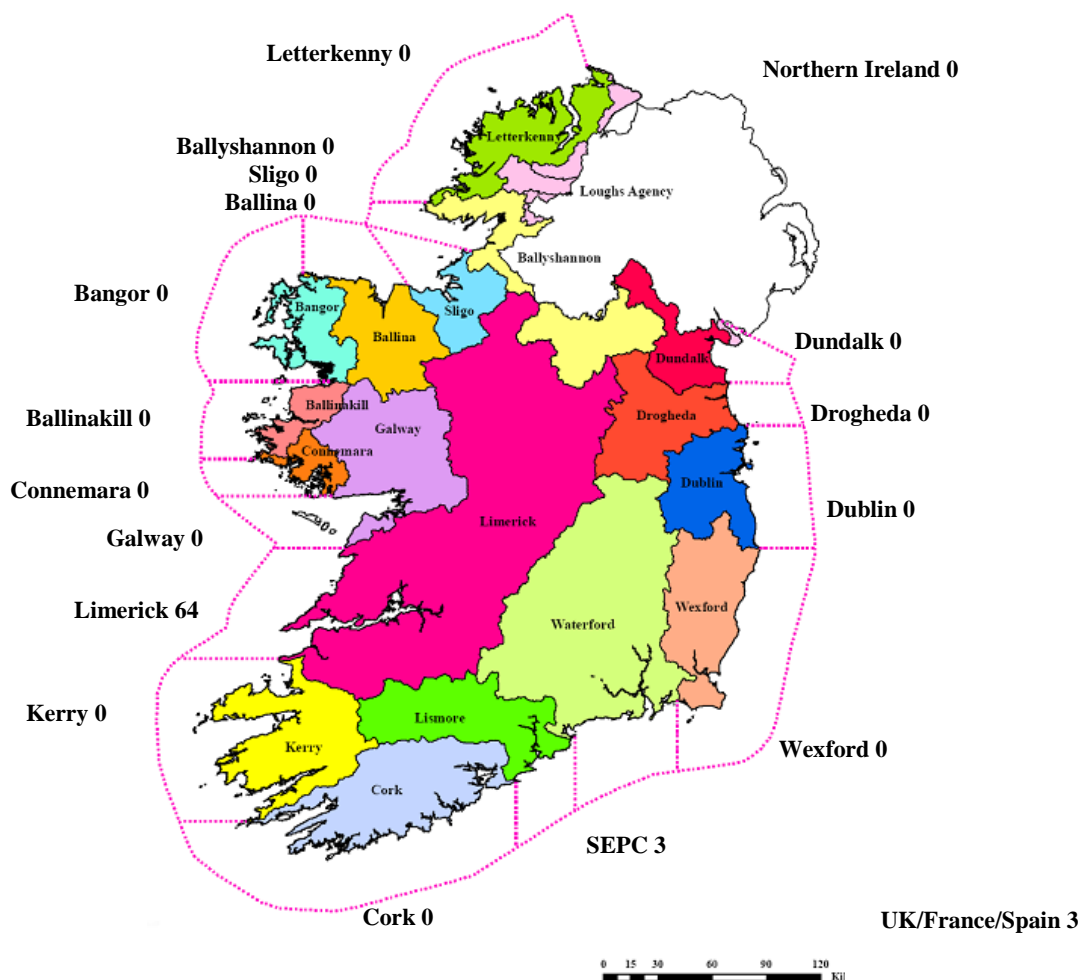 Letterkenny 0
Northern Ireland 0
Letterkenny
Ballyshannon 0
Sligo 0
Ballina 0
Loughs Agency
Ballyshannon
Bangor 0
Bangor
Sligo
Ballina
Dundalk 0
Dundalk
Ballinakill 0
Ballinakill
Galway
Drogheda
Drogheda 0
Connemara
Connemara 0
Dublin
Dublin 0
Limerick
Galway 0
Limerick 64
Wexford
Waterford
Kerry 0
Lismore
Kerry
Wexford 0
Cork
SEPC 3
Cork 0
UK/France/Spain 3
0 15 30 60 90 120
Kil